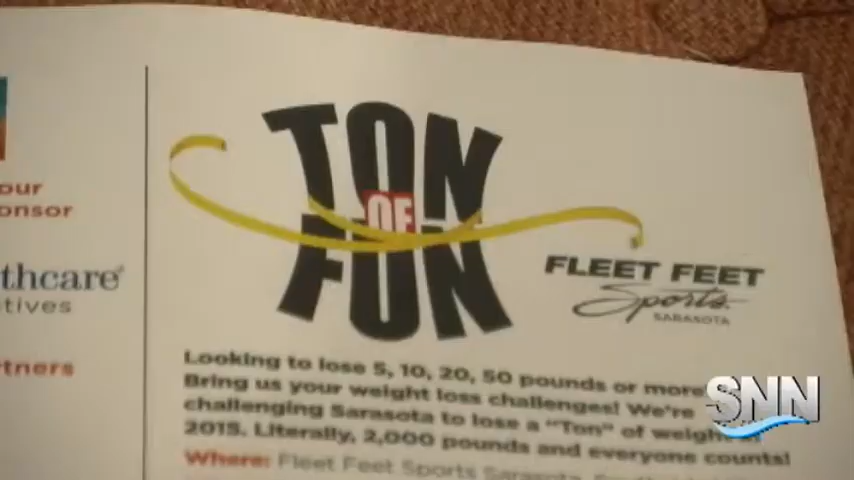 our
onsor
thcare
tives
rtners
TON
OF
FUN
FLEET FEET
Sports
SARASOTA
Looking to lose 5, 10, 20, 50 pounds or more
Bring us your weight loss challenges! We're
challenging Sarasota to lose a "Ton" of weight
2015. Literally, 2,000 pounds and everyone counts!
Where: Fleet Feet Sports Sarasota,
SNN